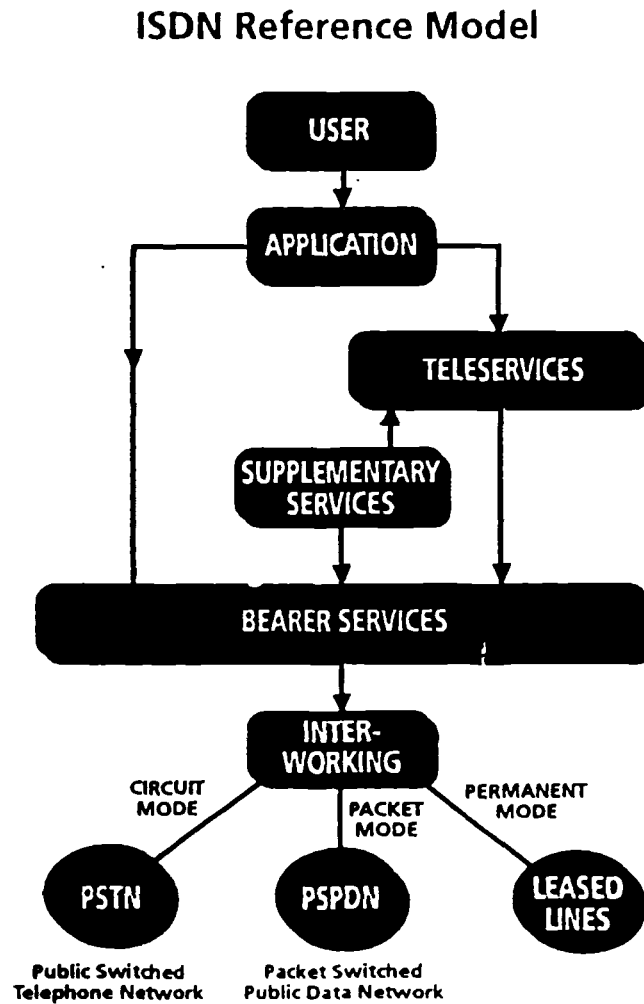 ISDN Reference Model
USER
APPLICATION
TELESERVICES
SUPPLEMENTARY
SERVICES
BEARER SERVICES
INTER-
WORKING
CIRCUIT
MODE
PACKET
MODE
PERMANENT
MODE
PSTN
PSPDN
LEASED
LINES
Public Switched
Telephone Network
Packet Switched
Public Data Network